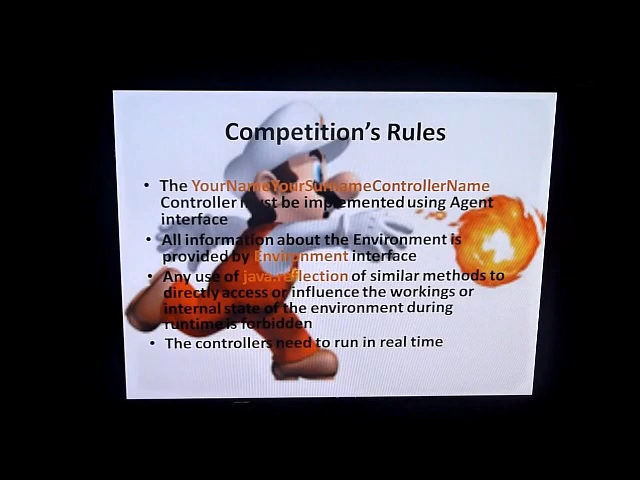 Competition's Rules
• The YourNameYourSurnameControllerName
Controller must be implemented using Agent
interface
• All information about the Environment is
provided by Environment interface
• Any use of java.reflection of similar methods to
directly access or influence the workings or
internal state of the environment during
runtime is forbidden
• The controllers need to run in real time